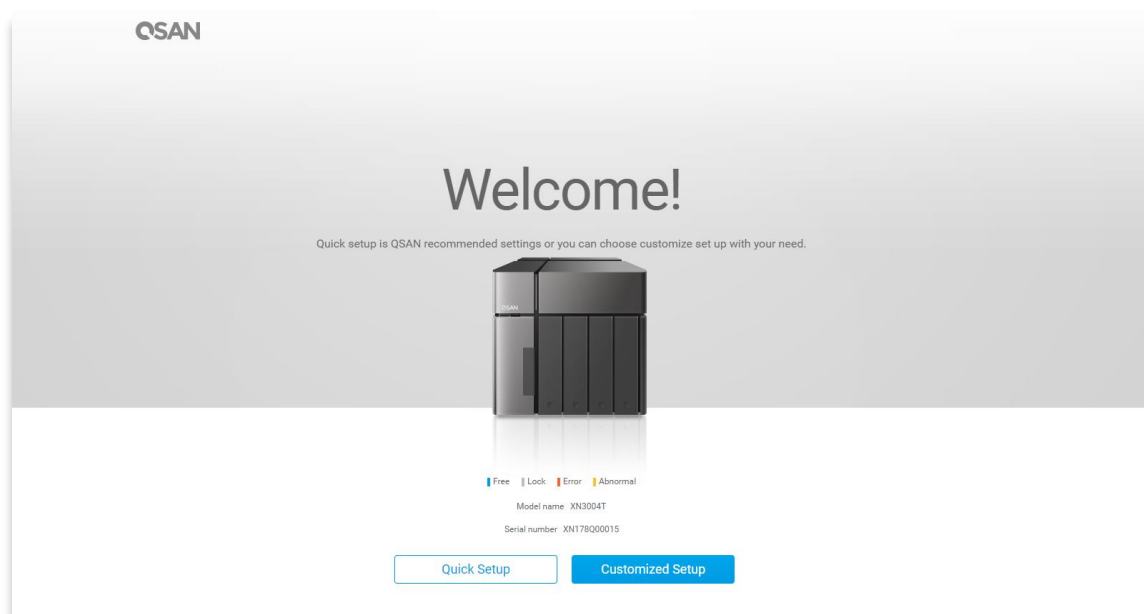 QSAN
Welcome!
Quick setup is QSAN recommended settings or you can choose customize set up with your need.
QSAN
Free Lock Error Abnormal
Model name XN3004T
Serial number XN178Q00015
Quick Setup Customized Setup